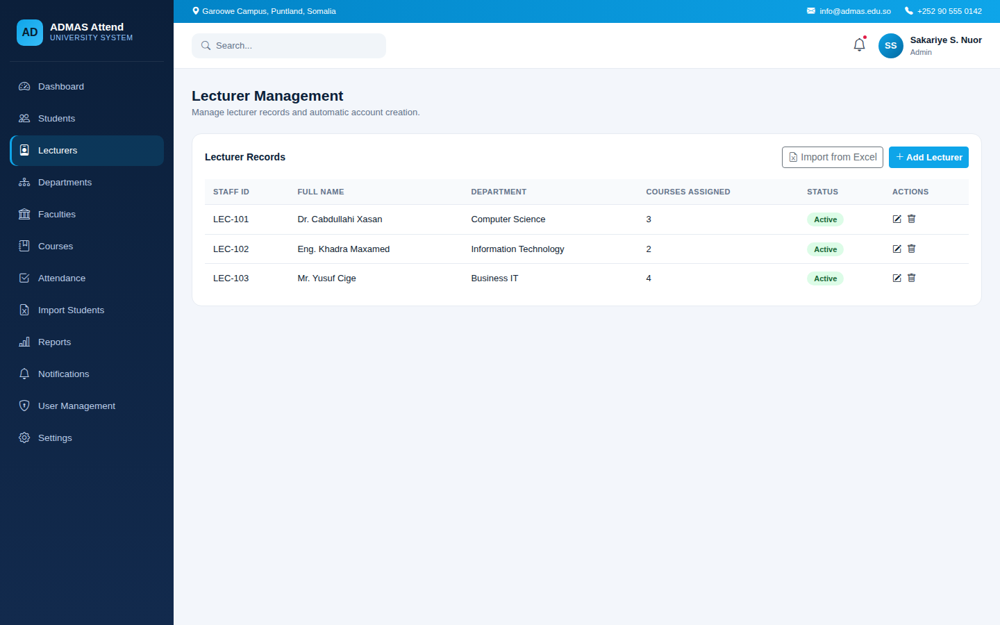 AD
ADMAS Attend
UNIVERSITY SYSTEM
Dashboard
Students
Lecturers
Departments
Faculties
Courses
Attendance
Import Students
Reports
Notifications
User Management
Settings
Garoowe Campus, Puntland, Somalia
info@admas.edu.so
+252 90 555 0142
Search...
SS
Sakariye S. Nuor
Admin
Lecturer Management
Manage lecturer records and automatic account creation.
Lecturer Records
Import from Excel
+ Add Lecturer
STAFF ID FULL NAME DEPARTMENT COURSES ASSIGNED STATUS ACTIONS
LEC-101 Dr. Cabdullahi Xasan Computer Science 3 Active
LEC-102 Eng. Khadra Maxamed Information Technology 2 Active
LEC-103 Mr. Yusuf Cige Business IT 4 Active